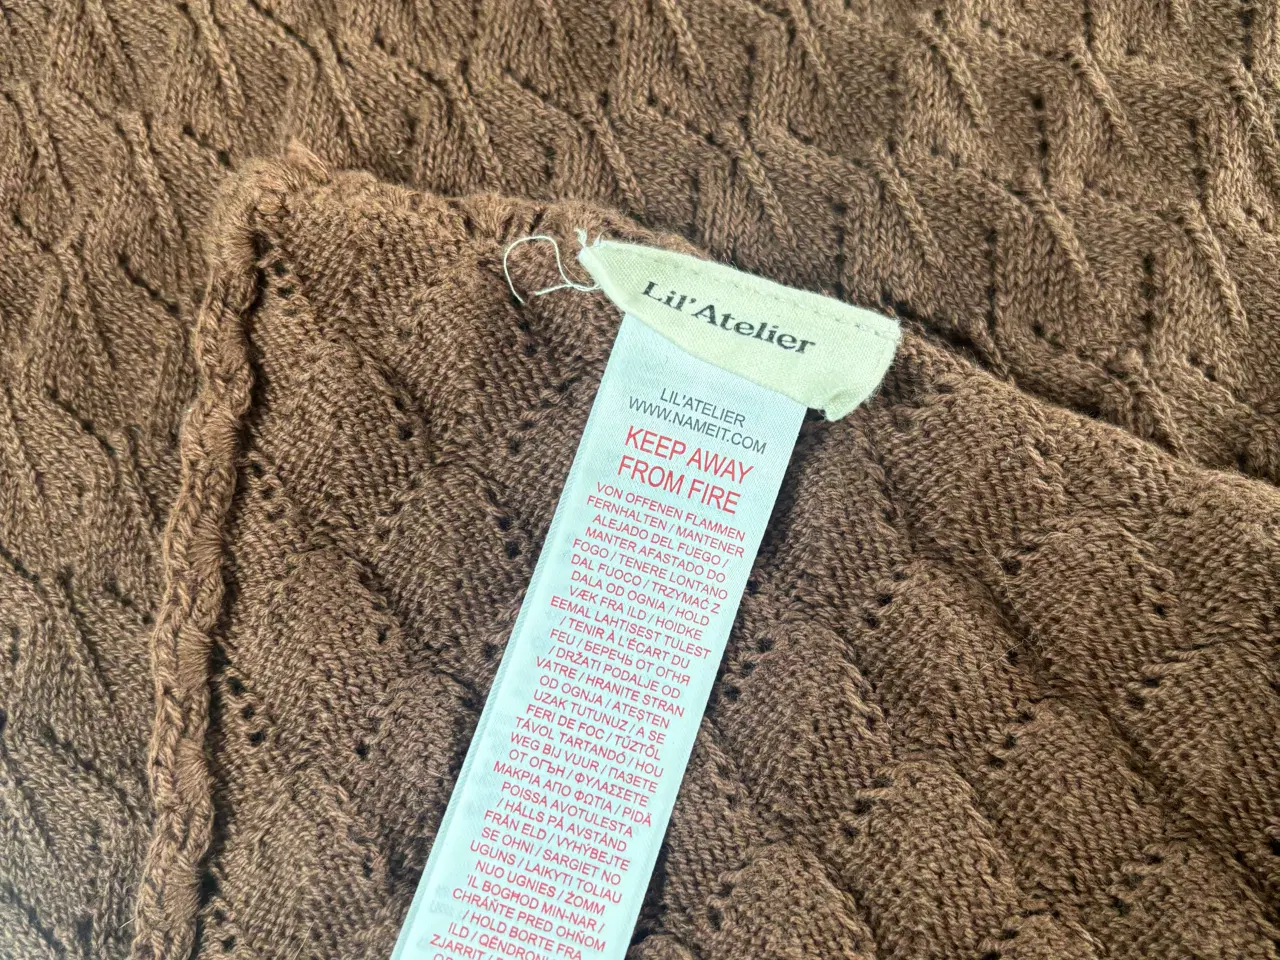 Lil'Atelier
LIL'ATELIER
WWW.NAMEIT.COM
KEEP AWAY
FROM FIRE
VON OFFENEN FLAMMEN
FERNHALTEN / MANTENER
ALEJADO DEL FUEGO /
MANTER AFASTADO DO
FOGO / TENERE LONTANO
DAL FUOCO / TRZYMAĆ Z
DALA OD OGNIA / HOLD
VÆK FRA ILD / HOIDKE
EEMAL LAHTISEST TULEST
/ TENIR À L'ÉCART DU
FEU / БЕРЕЧЬ ОТ ОГНЯ
/ DRŽATI PODALJE OD
VATRE / HRANITE STRAN
OD OGNJA / ATEŞTEN
UZAK TUTUNUZ / A SE
FERI DE FOC / TŰZTŐL
TÁVOL TARTANDÓ / HOU
WEG BIJ VUUR / ПАЗЕТЕ
ОТ ОГЪН / ΦΥΛΑΣΣΕΤΕ
ΜΑΚΡΙΑ ΑΠΟ ΦΩΤΙΑ / PIDÄ
POISSA AVOTULESTA
/ HÅLLS PÅ AVSTÅND
FRÅN ELD / VYHÝBEJTE
SE OHNI / SARGIET NO
UGUNS / LAIKYTI TOLIAU
NUO UGNIES / ŻOMM
'IL BOGĦOD MIN-NAR /
CHRÁŇTE PRED OHŇOM
/ HOLD BORTE FRA
ILD / QËNDRONI
ZJARRIT /